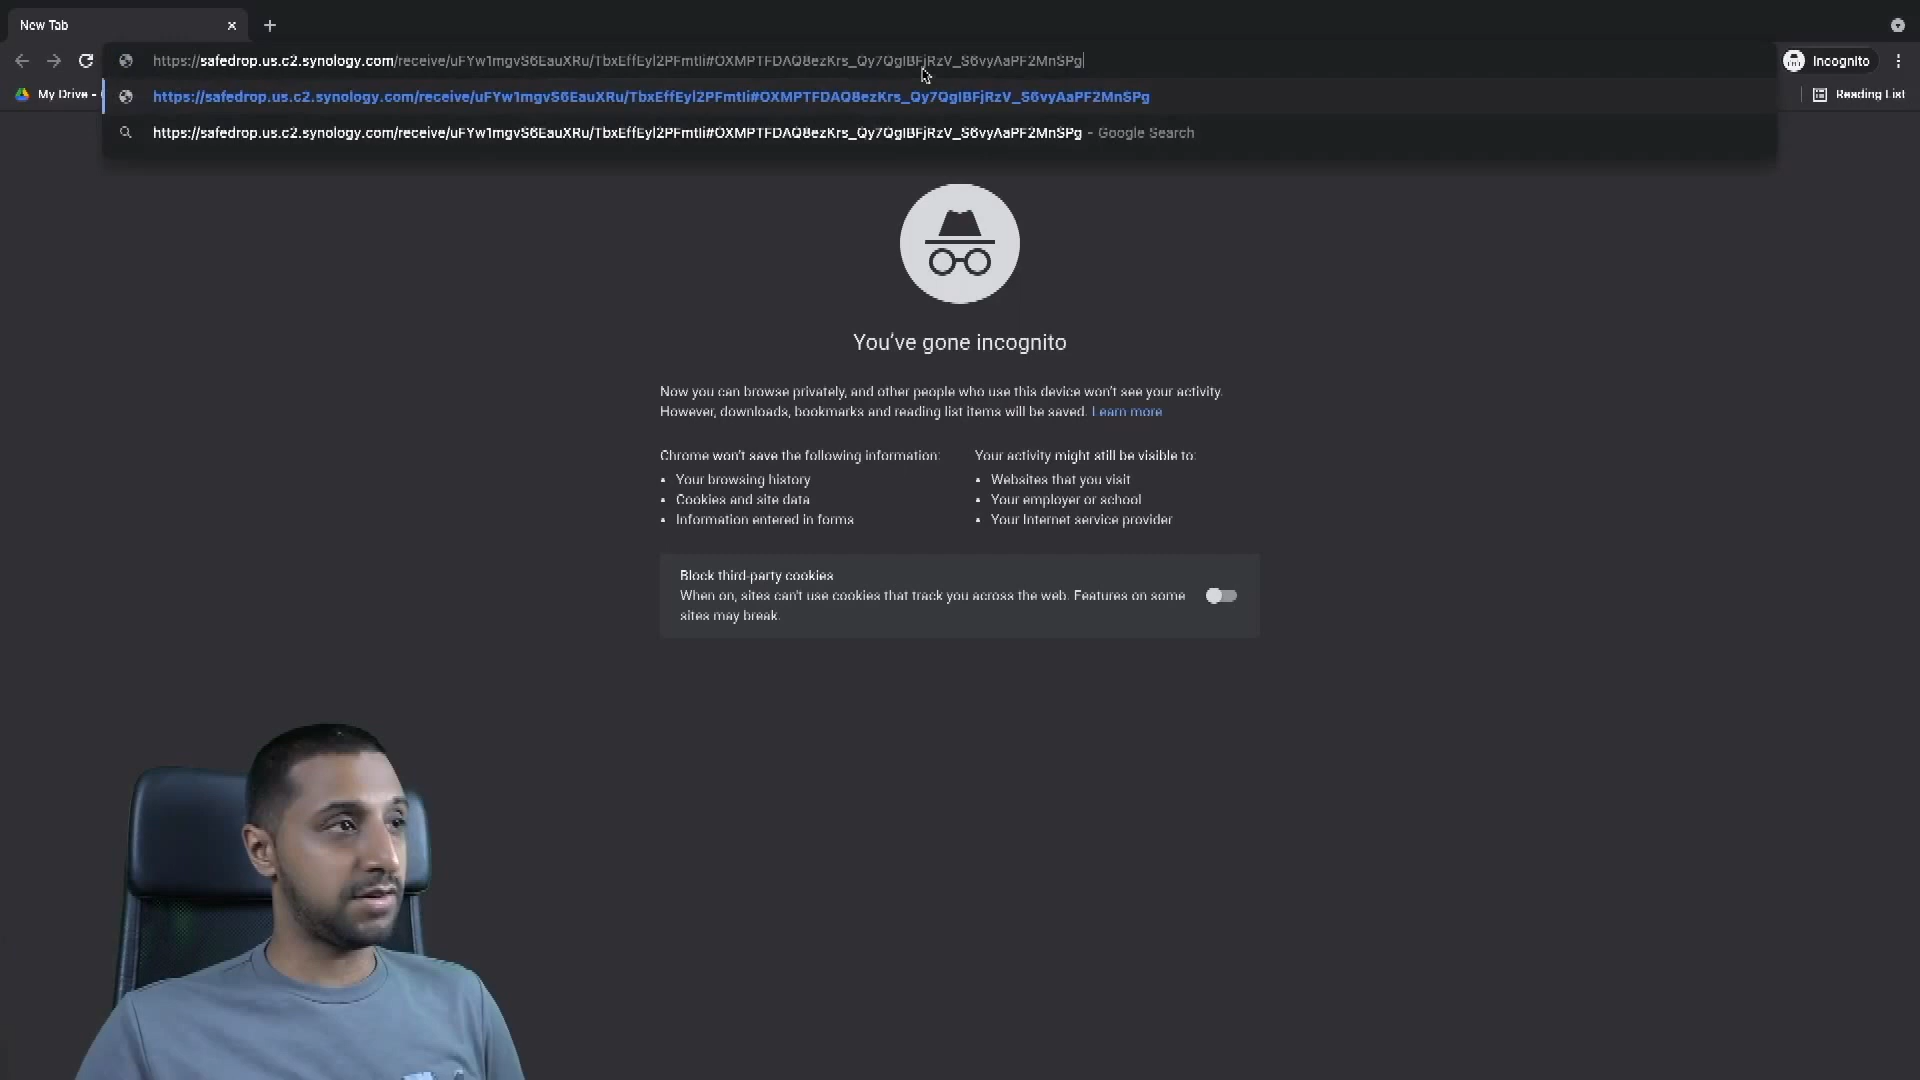 New Tab
https://safedrop.us.c2.synology.com/receive/uFYw1mgvS6EauXRu/TbxEffEyl2PFmtIi#OXMPTFDAQ8ezKrs_Qy7QgIBFjRzV_S6vyAaPF2MnSPg
Incognito
My Drive -
https://safedrop.us.c2.synology.com/receive/uFYw1mgvS6EauXRu/TbxEffEyl2PFmtIi#OXMPTFDAQ8ezKrs_Qy7QgIBFjRzV_S6vyAaPF2MnSPg
Reading List
https://safedrop.us.c2.synology.com/receive/uFYw1mgvS6EauXRu/TbxEffEyl2PFmtIi#OXMPTFDAQ8ezKrs_Qy7QgIBFjRzV_S6vyAaPF2MnSPg - Google Search
You've gone incognito
Now you can browse privately, and other people who use this device won't see your activity.
However, downloads, bookmarks and reading list items will be saved. Learn more
Chrome won't save the following information:
• Your browsing history
• Cookies and site data
• Information entered in forms
Your activity might still be visible to:
• Websites that you visit
• Your employer or school
• Your Internet service provider
Block third-party cookies
When on, sites can't use cookies that track you across the web. Features on some
sites may break.